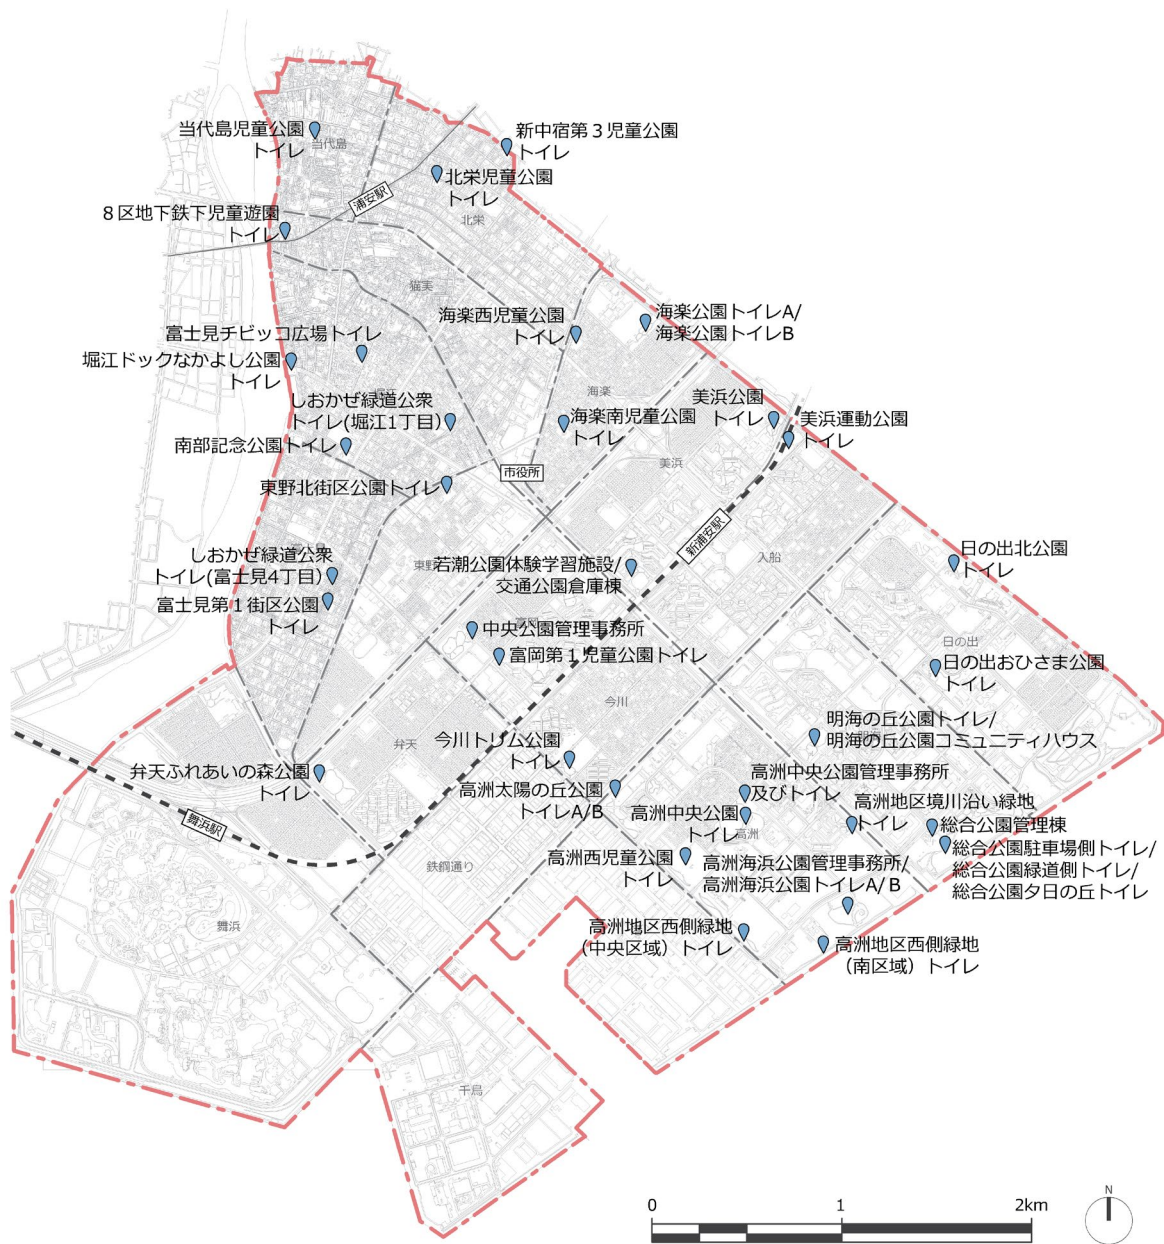 当代島児童公園
トイレ
当代島
新中宿第３児童公園
トイレ
北栄児童公園
トイレ
浦安駅
北栄
８区地下鉄下児童遊園
トイレ
猫実
海楽西児童公園
トイレ
海楽公園トイレA/
海楽公園トイレB
富士見チビッコ広場トイレ
堀江ドックなかよし公園
トイレ
海楽
しおかぜ緑道公衆
トイレ(堀江1丁目)
海楽南児童公園
トイレ
美浜公園
トイレ
美浜運動公園
トイレ
南部記念公園トイレ
市役所
美浜
東野北街区公園トイレ
新浦安駅
入船
日の出北公園
トイレ
しおかぜ緑道公衆
トイレ(富士見4丁目)
東野
若潮公園体験学習施設/
交通公園倉庫棟
富士見第１街区公園
トイレ
中央公園管理事務所
富岡第１児童公園トイレ
日の出
日の出おひさま公園
トイレ
今川
明海の丘公園トイレ/
明海の丘公園コミュニティハウス
弁天
今川トリム公園
トイレ
弁天ふれあいの森公園
トイレ
高洲太陽の丘公園
トイレA/B
高洲中央公園管理事務所
及びトイレ
高洲中央公園
トイレ
高洲
高洲地区境川沿い緑地
トイレ
総合公園管理棟
総合公園駐車場側トイレ/
総合公園緑道側トイレ/
総合公園夕日の丘トイレ
舞浜駅
鉄鋼通り
高洲西児童公園
トイレ
高洲海浜公園管理事務所/
高洲海浜公園トイレA/B
舞浜
高洲地区西側緑地
（中央区域）トイレ
高洲地区西側緑地
（南区域）トイレ
千鳥
0 1 2km
N